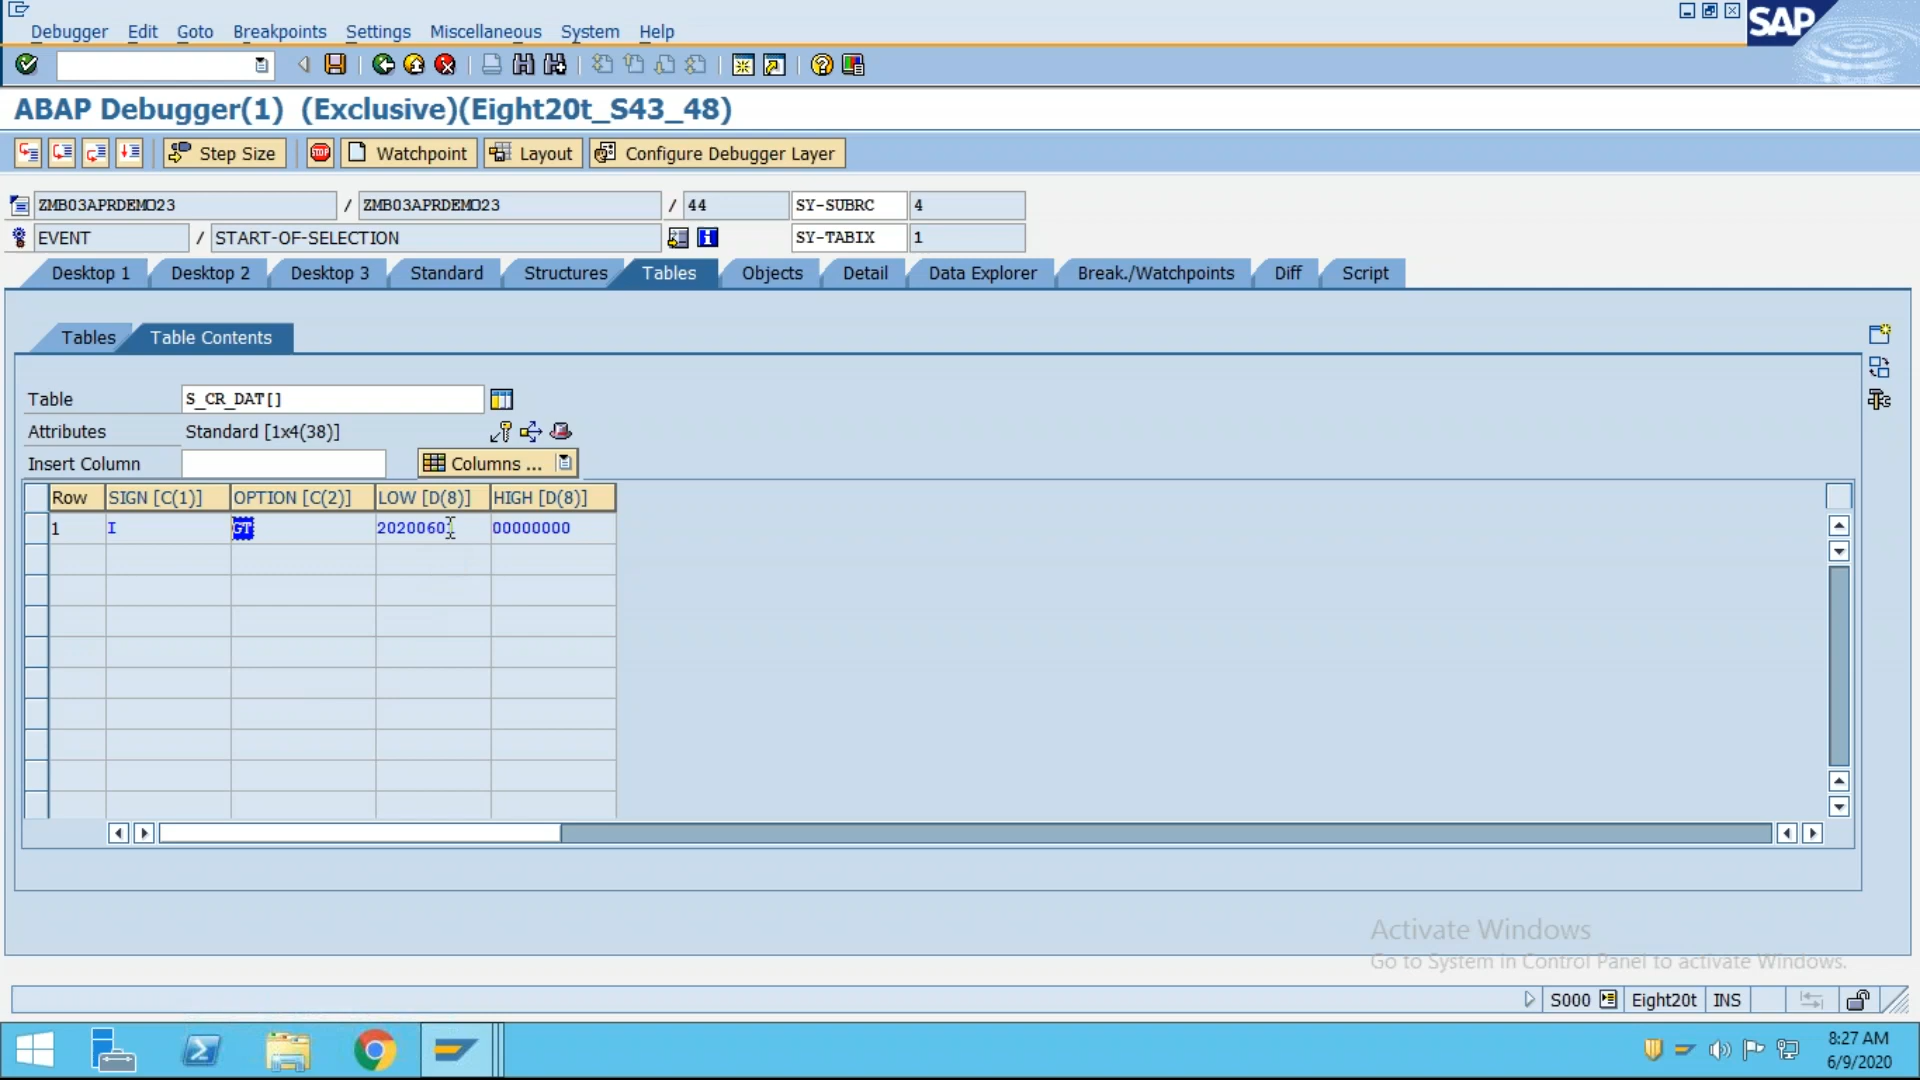 Debugger Edit Goto Breakpoints Settings Miscellaneous System Help
SAP
ABAP Debugger(1) (Exclusive)(Eight20t_S43_48)
Step Size STOP Watchpoint Layout Configure Debugger Layer
ZMB03APRDEMO23 / ZMB03APRDEMO23 / 44 SY-SUBRC 4
EVENT / START-OF-SELECTION SY-TABIX 1
Desktop 1 Desktop 2 Desktop 3 Standard Structures Tables Objects Detail Data Explorer Break./Watchpoints Diff Script
Tables Table Contents
Table S_CR_DAT[]
Attributes Standard [1x4(38)]
Insert Column Columns ...
Row SIGN [C(1)] OPTION [C(2)] LOW [D(8)] HIGH [D(8)]
1 I GT 20200601 00000000
Activate Windows
Go to System in Control Panel to activate Windows.
S000 Eight20t INS
8:27 AM
6/9/2020